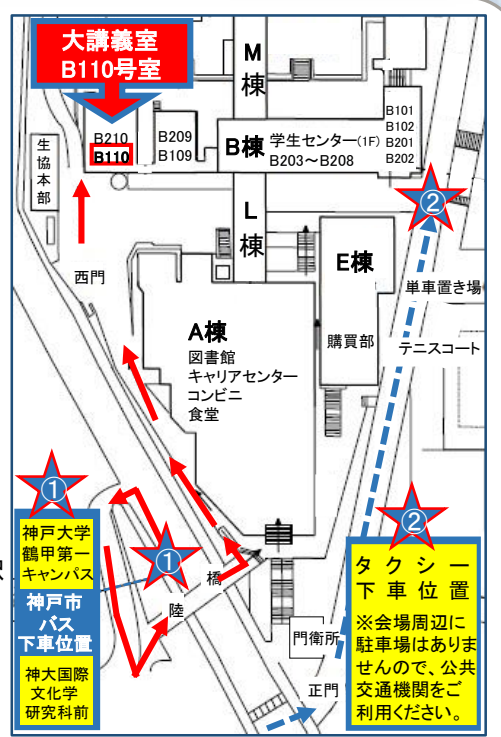 大講義室
B110号室
M
棟
B210
B110
B209
B109
B棟 学生センター(1F)
B203～B208
B101
B102
B201
B202
生協本部
L
棟
②
E棟
西門
単車置き場
A棟
図書館
キャリアセンター
コンビニ
食堂
購買部
テニスコート
①
神戸大学
鶴甲第一
キャンパス
神戸市
バス
下車位置
神大国際
文化学
研究科前
①
陸
橋
②
タクシー
下車位置
※会場周辺に
駐車場はありま
せんので、公共
交通機関をご
利用ください。
門衛所
正門